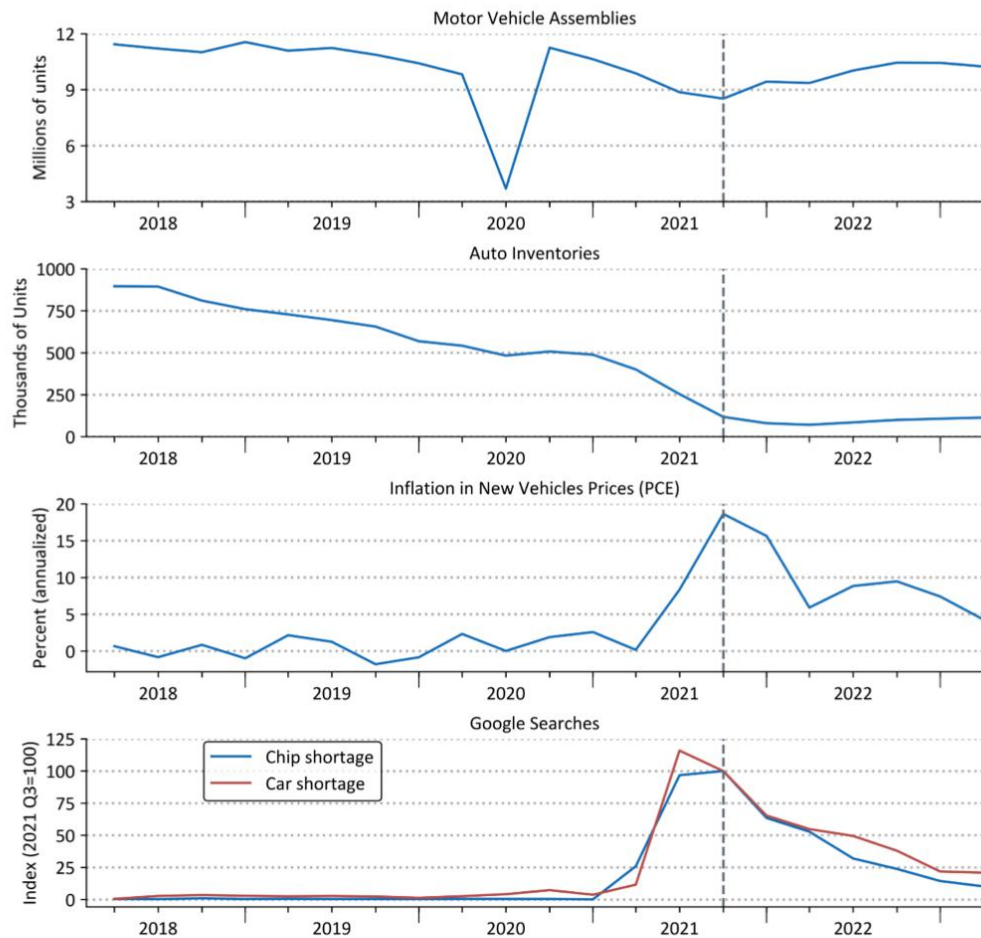 Motor Vehicle Assemblies
Millions of units
12
9
6
3
2018 2019 2020 2021 2022
Auto Inventories
Thousands of Units
1000
750
500
250
0
2018 2019 2020 2021 2022
Inflation in New Vehicles Prices (PCE)
Percent (annualized)
20
15
10
5
0
2018 2019 2020 2021 2022
Google Searches
Index (2021 Q3=100)
125
100
75
50
25
0
Chip shortage
Car shortage
2018 2019 2020 2021 2022